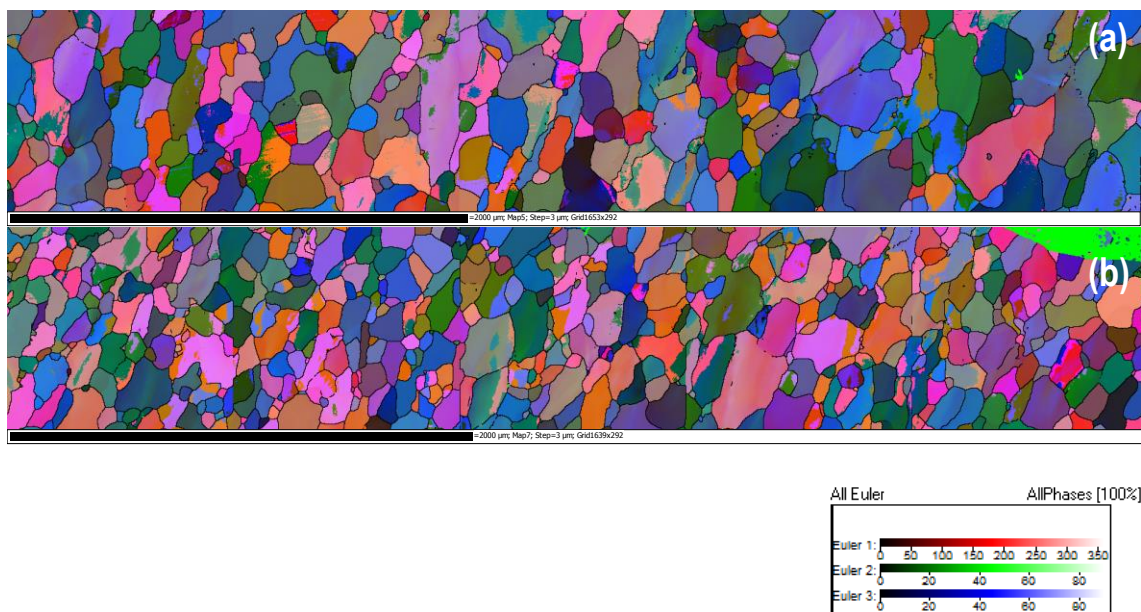 (a)
=2000 µm; Map5; Step=3 µm; Grid1653x292
(b)
=2000 µm; Map7; Step=3 µm; Grid1639x292
All Euler AllPhases [100%]
Euler 1: 0 50 100 150 200 250 300 350
Euler 2: 0 20 40 60 80
Euler 3: 0 20 40 60 90